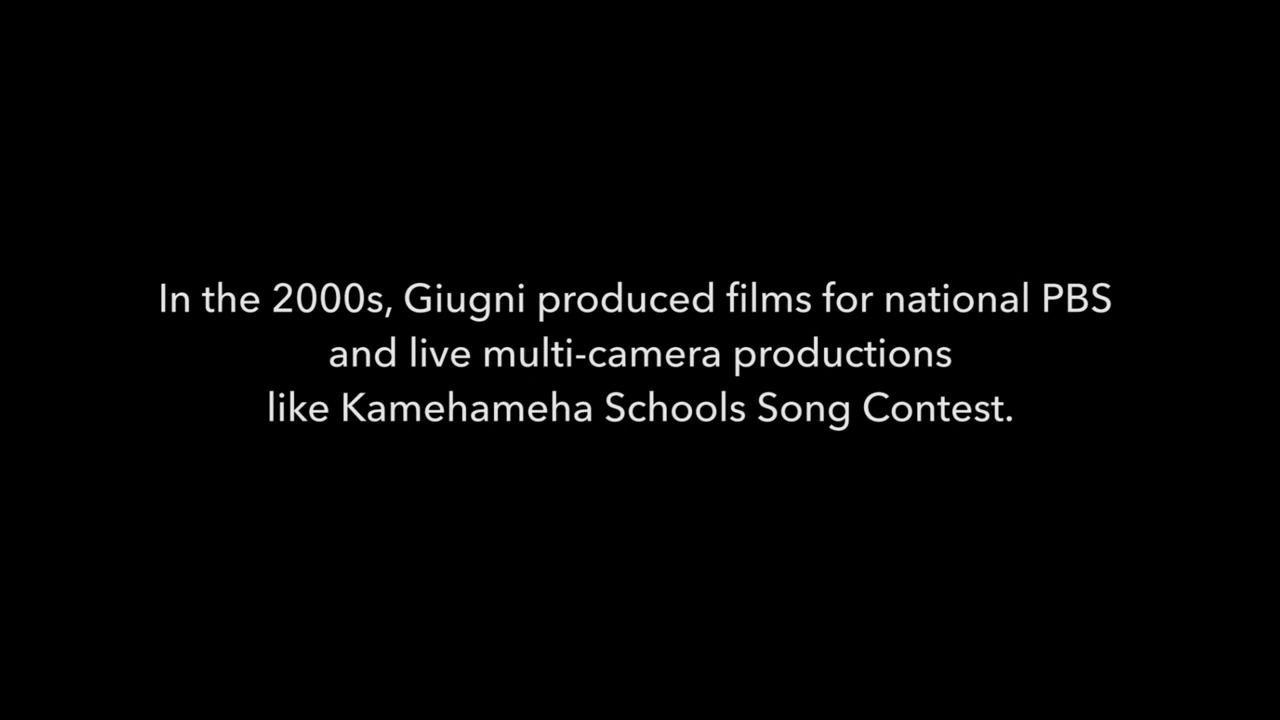 In the 2000s, Giugni produced films for national PBS
and live multi-camera productions
like Kamehameha Schools Song Contest.